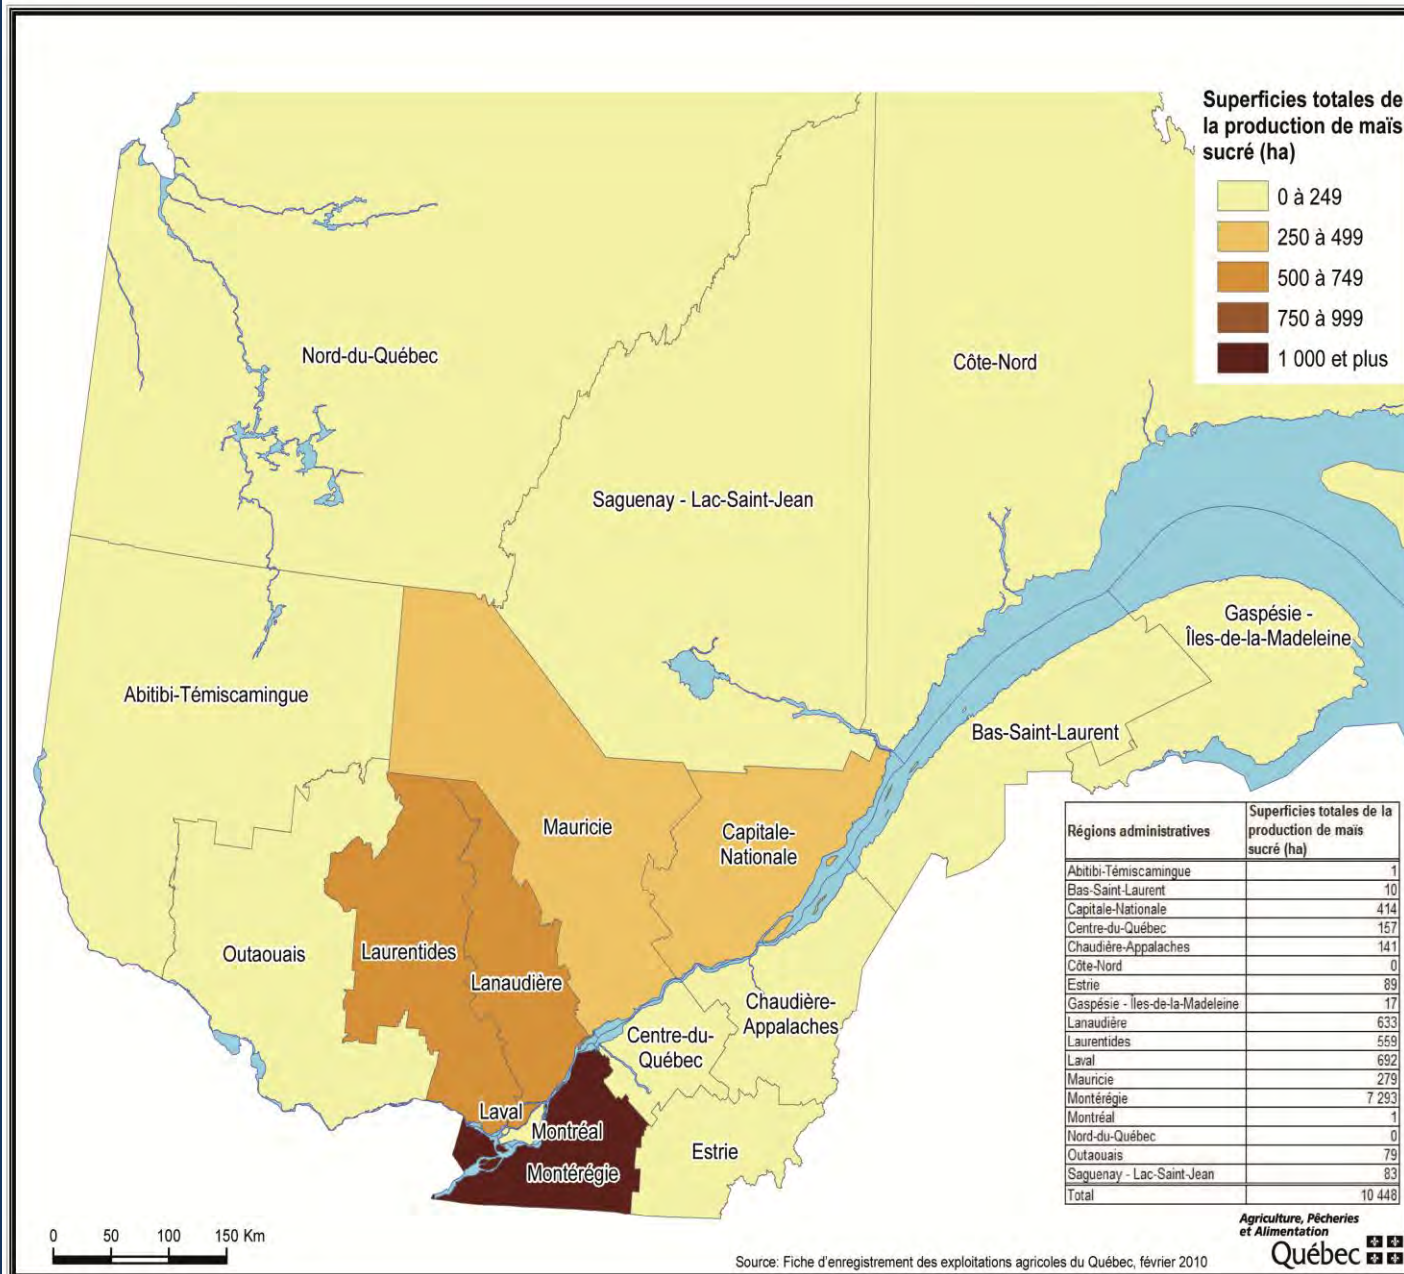 Superficies totales de
la production de maïs
sucré (ha)
0 à 249
250 à 499
500 à 749
750 à 999
1 000 et plus
Nord-du-Québec
Côte-Nord
Saguenay - Lac-Saint-Jean
Gaspésie -
Îles-de-la-Madeleine
Abitibi-Témiscamingue
Bas-Saint-Laurent
Mauricie
Capitale-
Nationale
Outaouais
Laurentides
Lanaudière
Chaudière-
Appalaches
Centre-du-
Québec
Laval
Montréal
Montérégie
Estrie
Régions administratives Superficies totales de la
production de maïs
sucré (ha)
Abitibi-Témiscamingue 1
Bas-Saint-Laurent 10
Capitale-Nationale 414
Centre-du-Québec 157
Chaudière-Appalaches 141
Côte-Nord 0
Estrie 89
Gaspésie - Îles-de-la-Madeleine 17
Lanaudière 633
Laurentides 559
Laval 692
Mauricie 279
Montérégie 7 293
Montréal 1
Nord-du-Québec 0
Outaouais 79
Saguenay - Lac-Saint-Jean 83
Total 10 448
0 50 100 150 Km
Source: Fiche d'enregistrement des exploitations agricoles du Québec, février 2010
Agriculture, Pêcheries
et Alimentation
Québec